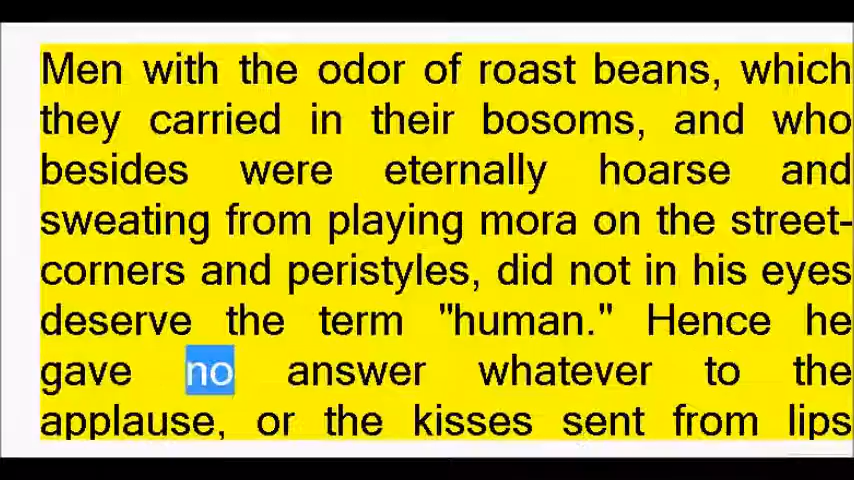 Men with the odor of roast beans, which
they carried in their bosoms, and who
besides were eternally hoarse and
sweating from playing mora on the street-
corners and peristyles, did not in his eyes
deserve the term "human." Hence he
gave no answer whatever to the
applause, or the kisses sent from lips